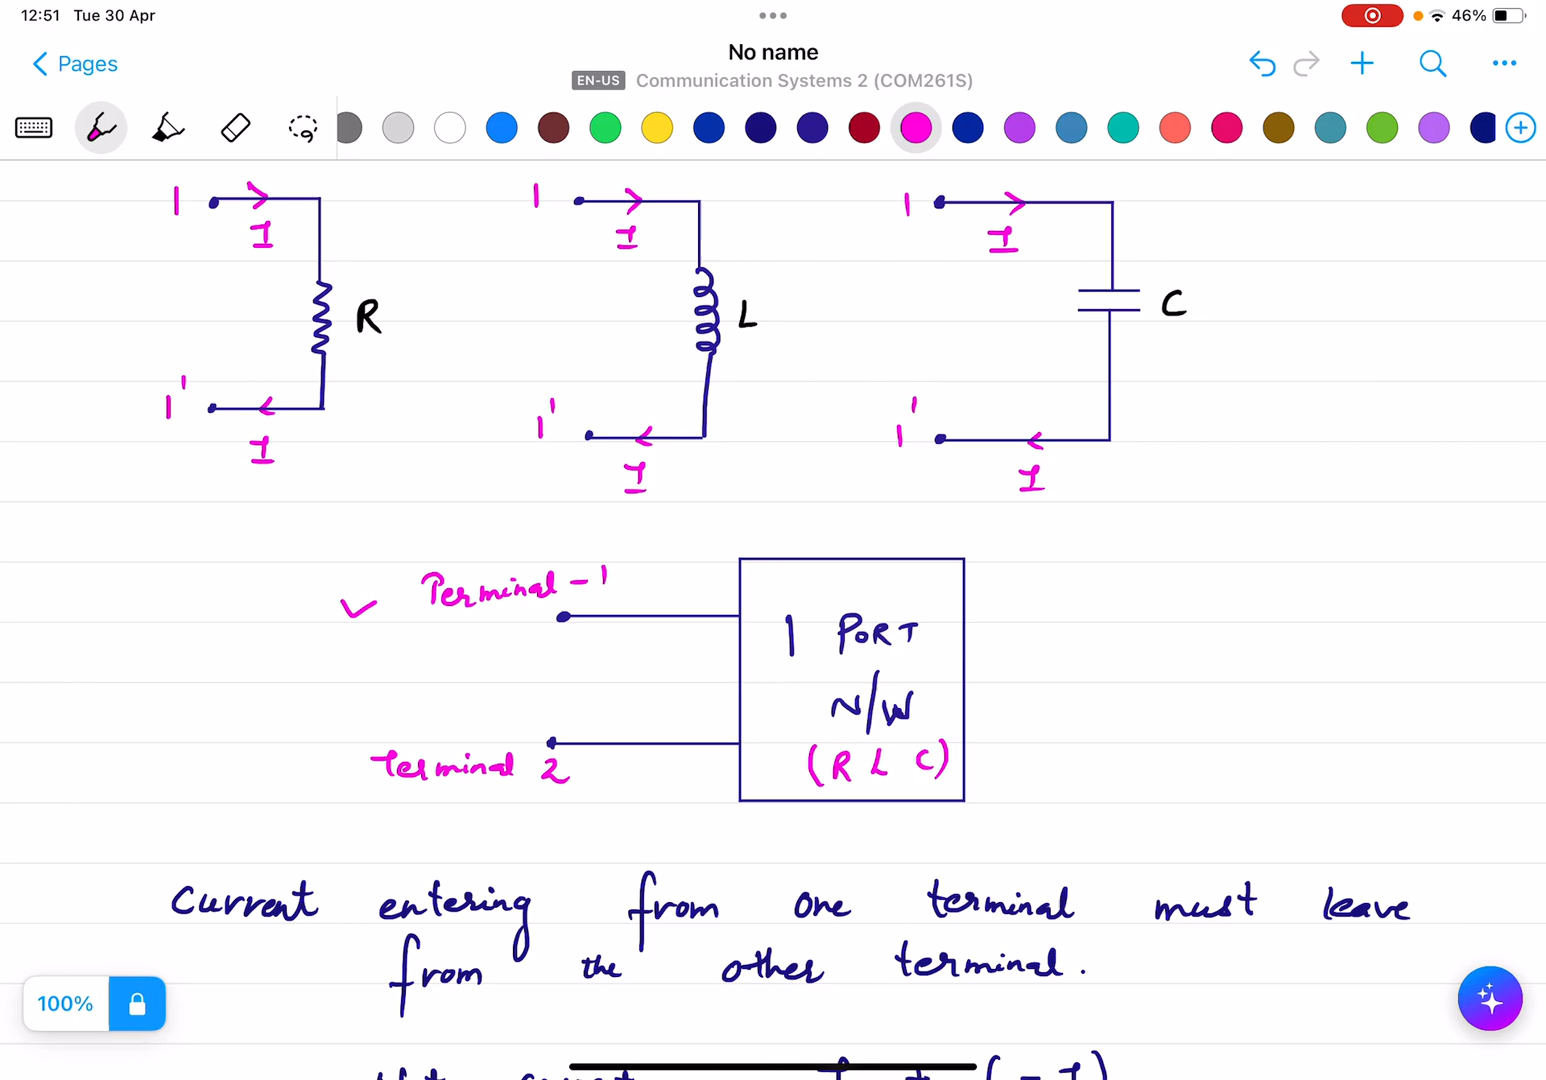 12:51 Tue 30 Apr
46%
Pages
No name
EN-US Communication Systems 2 (COM261S)
1 1 1
I I I
R L C
1' 1' 1'
I I I
Terminal - 1
1 PORT
N/W
Terminal 2
(R L C)
Current entering from one terminal must leave
from the other terminal.
100%